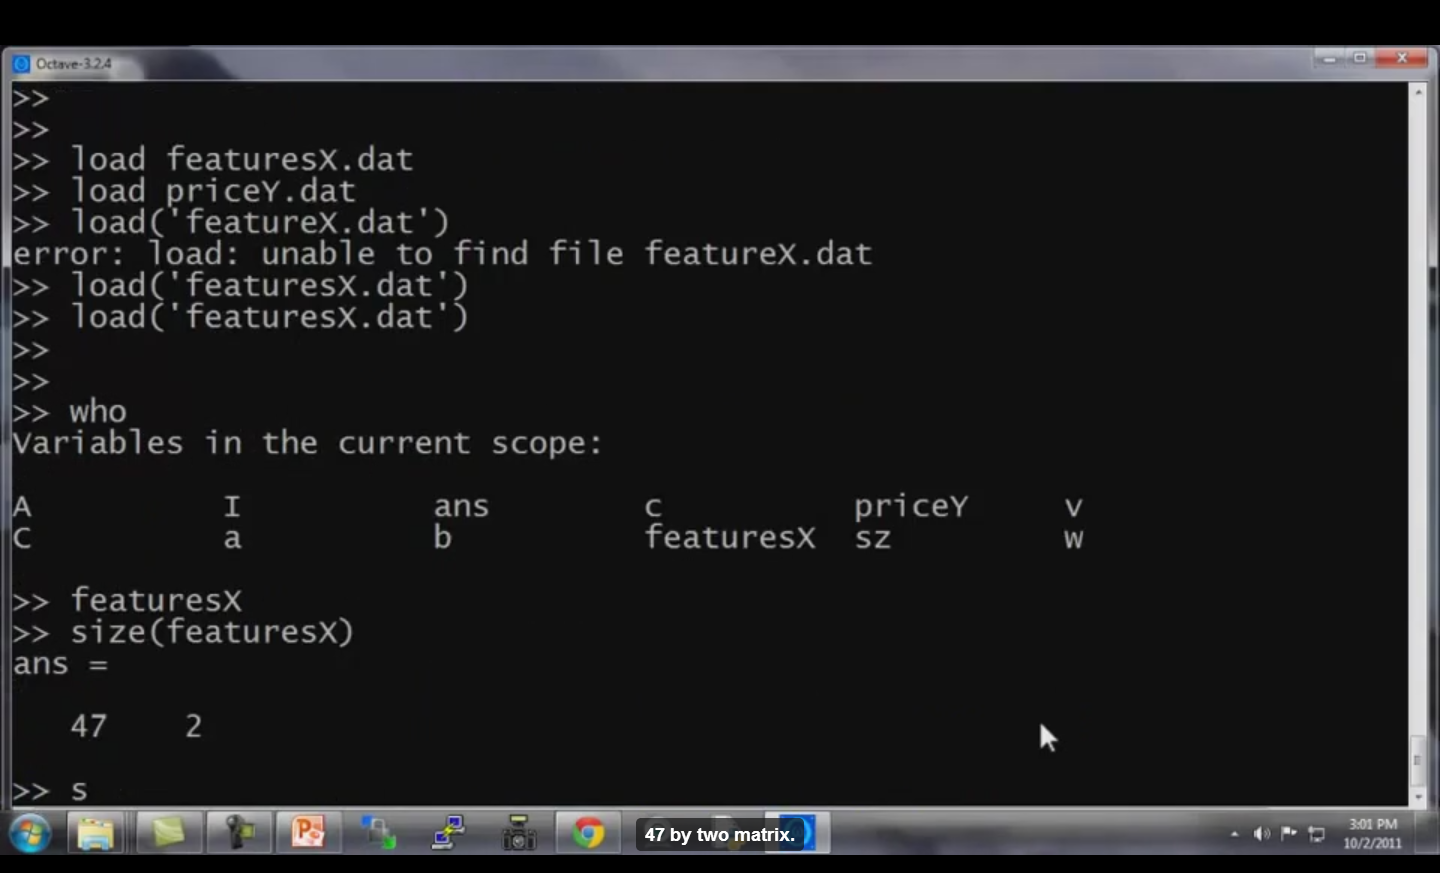 Octave-3.2.4
>>
>>
>> load featuresX.dat
>> load priceY.dat
>> load('featureX.dat')
error: load: unable to find file featureX.dat
>> load('featuresX.dat')
>> load('featuresX.dat')
>>
>>
>> who
Variables in the current scope:
A I ans c priceY v
C a b featuresX sz w
>> featuresX
>> size(featuresX)
ans =
47 2
>> s
47 by two matrix.
3:01 PM
10/2/2011